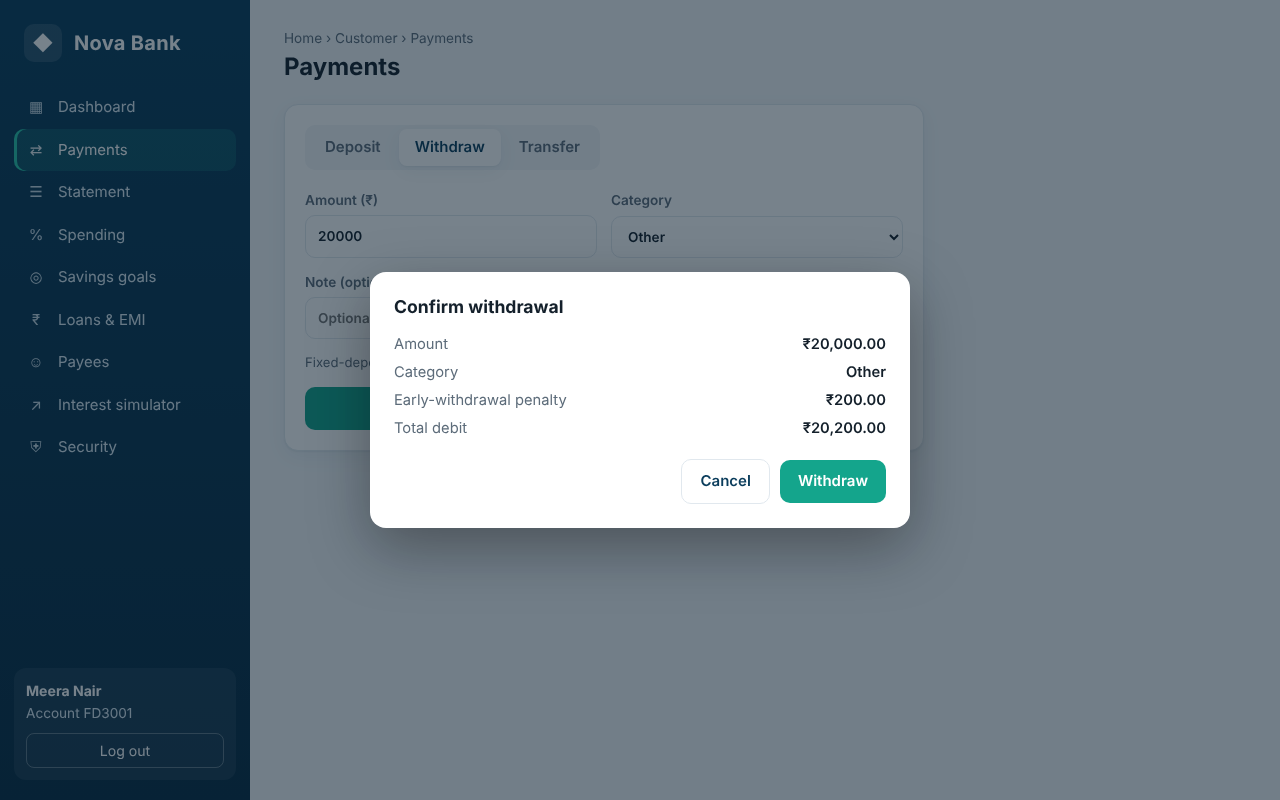 Nova Bank
Dashboard
Payments
Statement
Spending
Savings goals
Loans & EMI
Payees
Interest simulator
Security
Meera Nair
Account FD3001
Log out
Home › Customer › Payments
Payments
Deposit Withdraw Transfer
Amount (₹) Category
20000 Other
Note (opti
Optiona
Fixed-depo
Confirm withdrawal
Amount ₹20,000.00
Category Other
Early-withdrawal penalty ₹200.00
Total debit ₹20,200.00
Cancel Withdraw